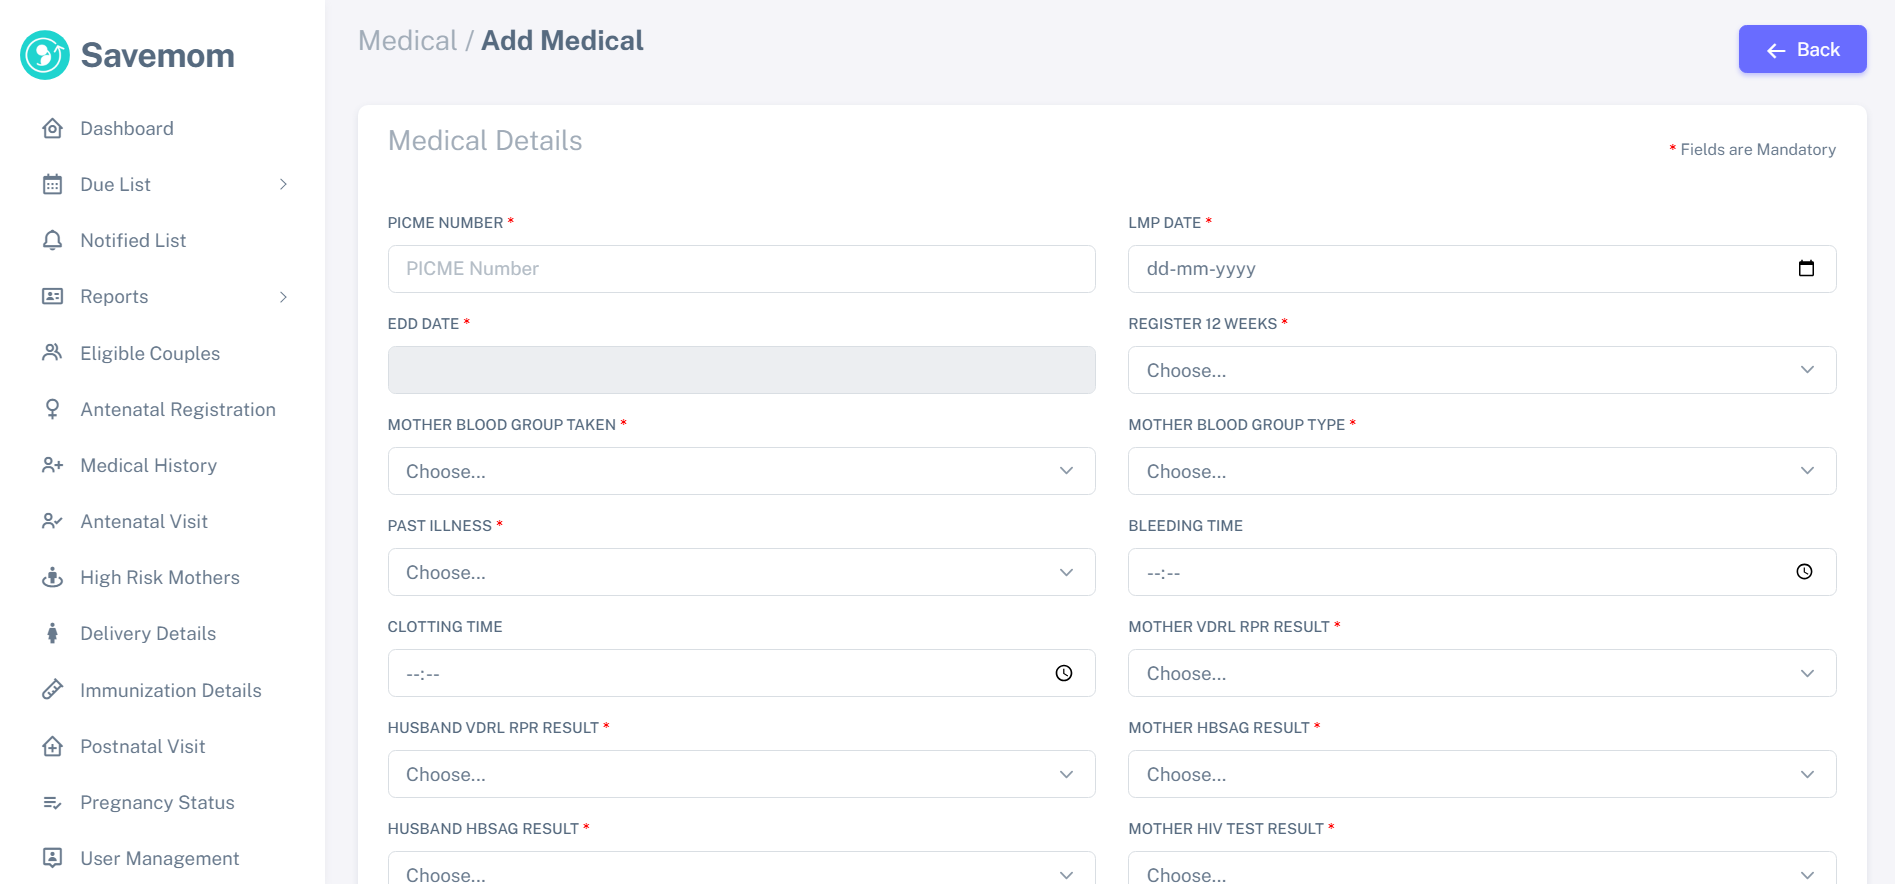 Savemom
Dashboard
Due List
Notified List
Reports
Eligible Couples
Antenatal Registration
Medical History
Antenatal Visit
High Risk Mothers
Delivery Details
Immunization Details
Postnatal Visit
Pregnancy Status
User Management
Medical / Add Medical
Back
Medical Details
* Fields are Mandatory
PICME NUMBER *
PICME Number
LMP DATE *
dd-mm-yyyy
EDD DATE *
REGISTER 12 WEEKS *
Choose...
MOTHER BLOOD GROUP TAKEN *
Choose...
MOTHER BLOOD GROUP TYPE *
Choose...
PAST ILLNESS *
Choose...
BLEEDING TIME
--:--
CLOTTING TIME
--:--
MOTHER VDRL RPR RESULT *
Choose...
HUSBAND VDRL RPR RESULT *
Choose...
MOTHER HBSAG RESULT *
Choose...
HUSBAND HBSAG RESULT *
Choose...
MOTHER HIV TEST RESULT *
Choose...